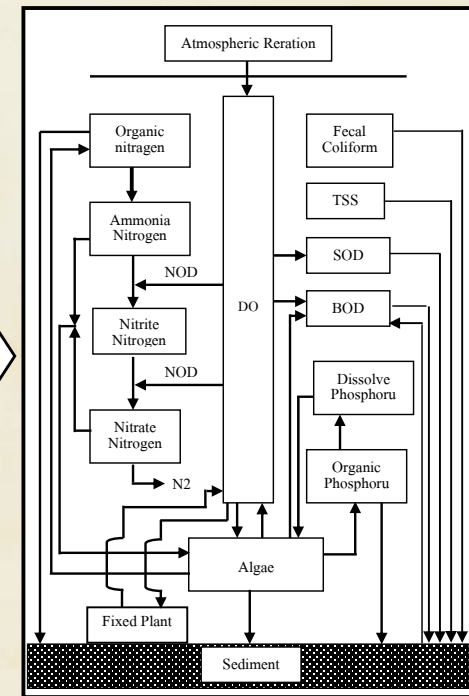 Atmospheric Reration
Organic
nitragen
Fecal
Coliform
TSS
Ammonia
Nitrogen
NOD
SOD
DO
BOD
Nitrite
Nitrogen
NOD
Dissolve
Phosphoru
Nitrate
Nitrogen
Organic
Phosphoru
N2
Algae
Fixed Plant
Sediment